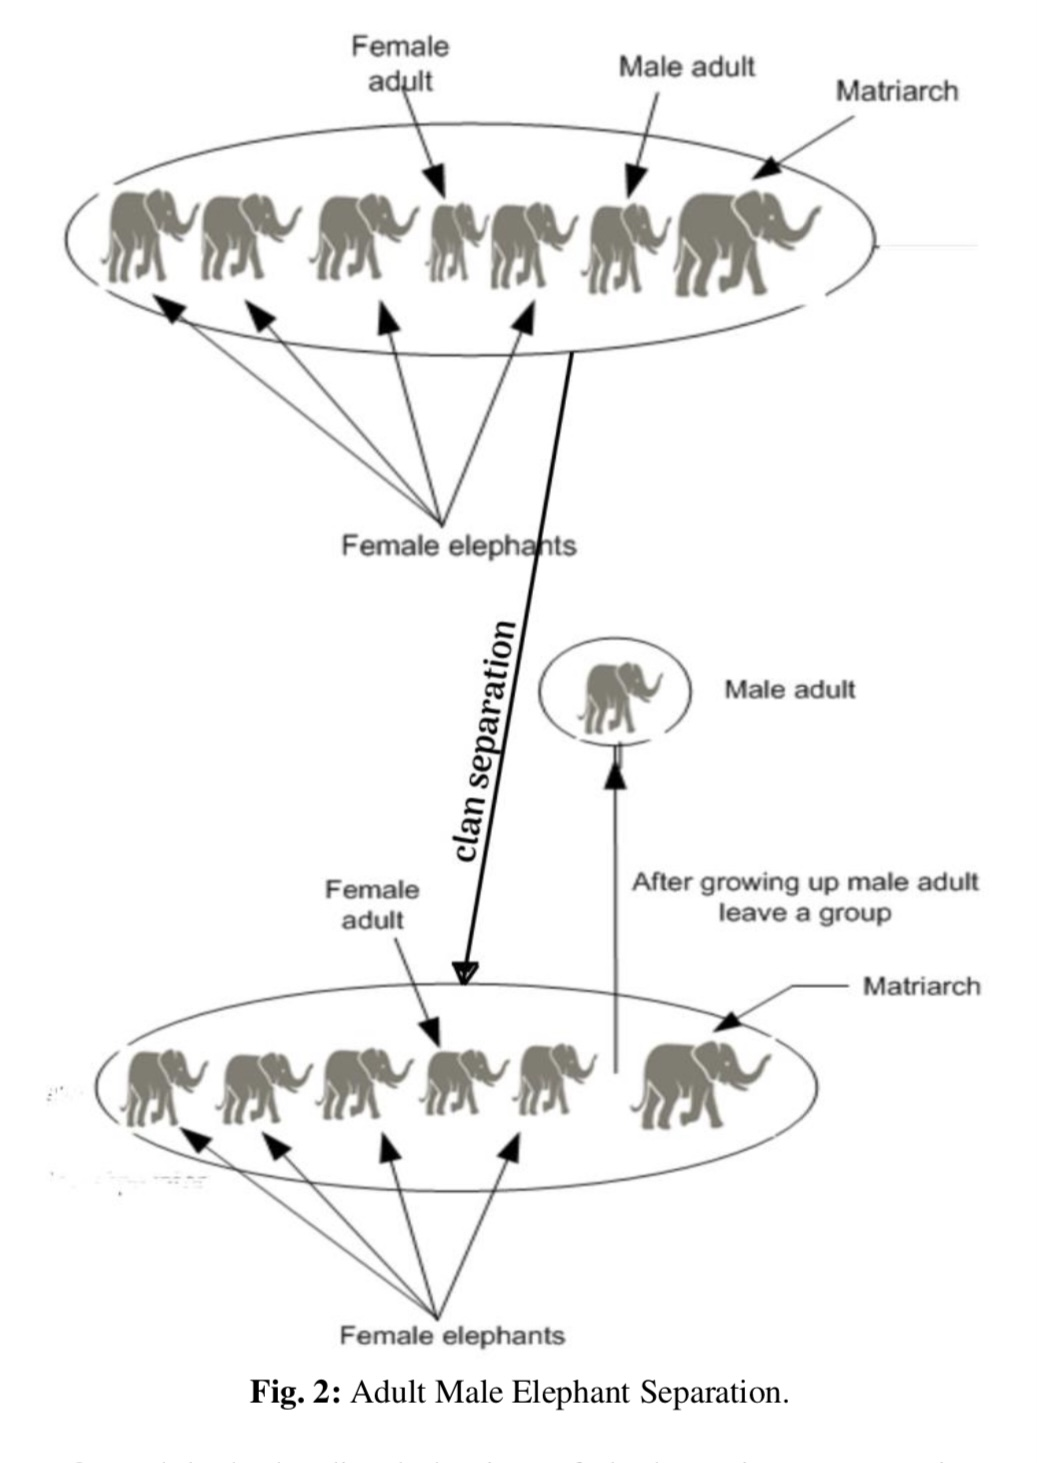 Female
adult
Male adult
Matriarch
Female elephants
clan separation
Male adult
After growing up male adult
leave a group
Female
adult
Matriarch
Female elephants
Fig. 2: Adult Male Elephant Separation.